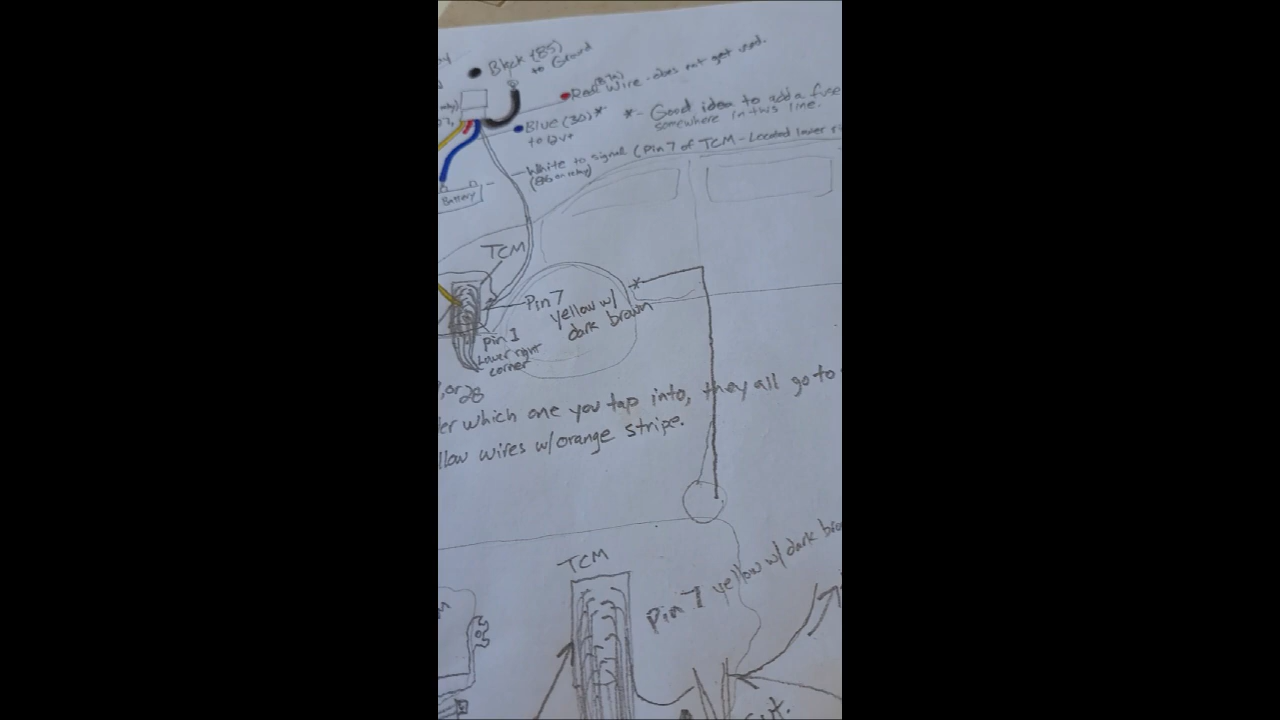 Black (85)
to Ground
Red (87a) wire - does not get used.
Blue (30)*
to 12v+
* - Good idea to add a fuse
somewhere in this line.
White to signal (Pin 7 of TCM - Located lower
(86 on relay)
Battery
TCM
Pin 7
yellow w/
dark brown
*
pin 1
Lower right
corner
or 28
which one you tap into, they all go to
wires w/orange stripe.
TCM
Pin 7 yellow w/ dark